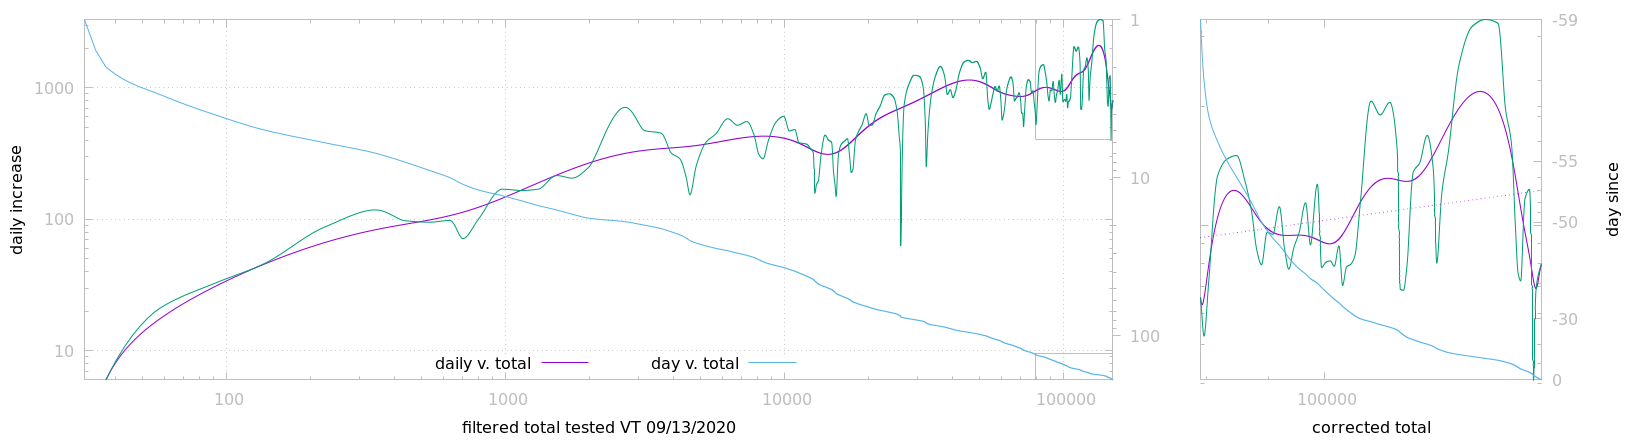 1000
100
10
daily increase
daily v. total
day v. total
100
1000
10000
100000
filtered total tested VT 09/13/2020
1
10
100
-59
-55
-50
-30
0
day since
100000
corrected total